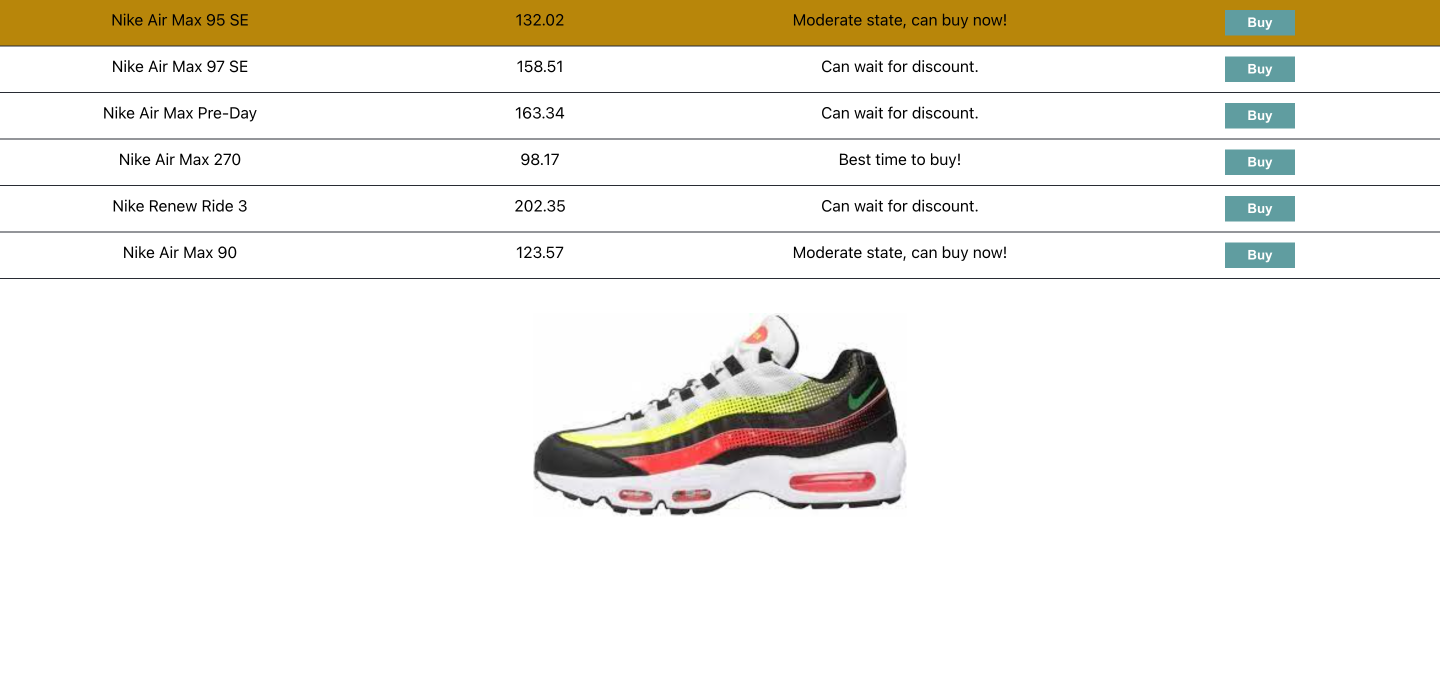 Nike Air Max 95 SE 132.02 Moderate state, can buy now! Buy
Nike Air Max 97 SE 158.51 Can wait for discount. Buy
Nike Air Max Pre-Day 163.34 Can wait for discount. Buy
Nike Air Max 270 98.17 Best time to buy! Buy
Nike Renew Ride 3 202.35 Can wait for discount. Buy
Nike Air Max 90 123.57 Moderate state, can buy now! Buy